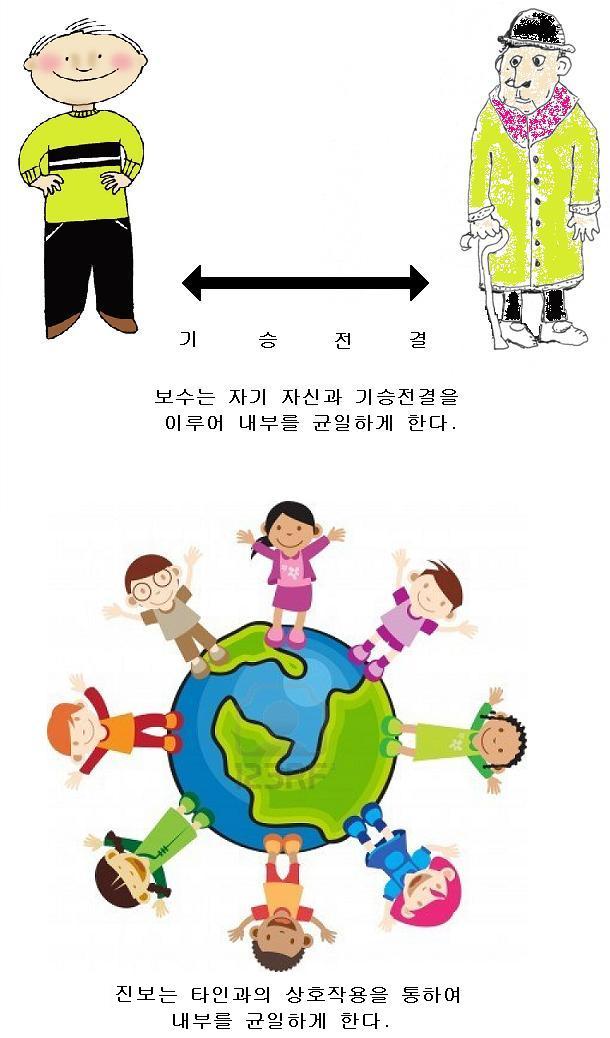 기 승 전 결
보수는 자기 자신과 기승전결을
이루어 내부를 균일하게 한다.
123RF
진보는 타인과의 상호작용을 통하여
내부를 균일하게 한다.